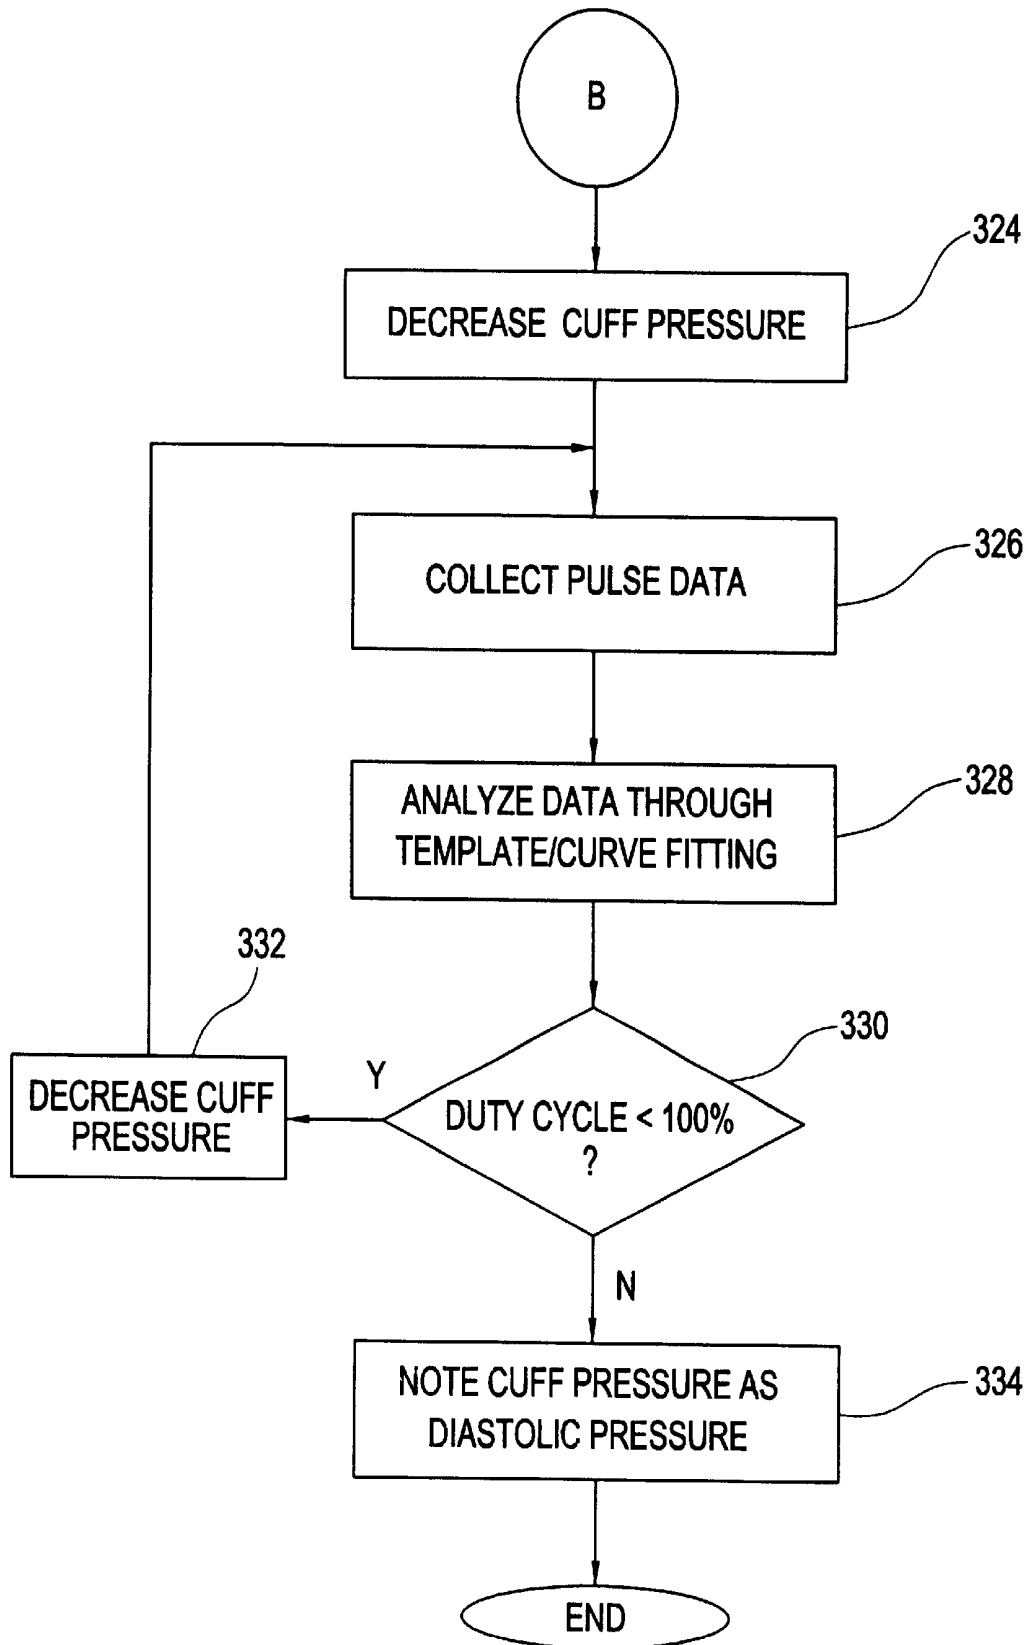 B
324
DECREASE CUFF PRESSURE
326
COLLECT PULSE DATA
328
ANALYZE DATA THROUGH
TEMPLATE/CURVE FITTING
332
330
DECREASE CUFF
PRESSURE
Y
DUTY CYCLE < 100%
?
N
334
NOTE CUFF PRESSURE AS
DIASTOLIC PRESSURE
END